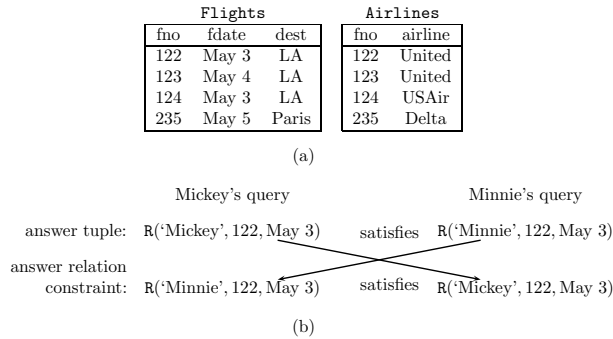 Flights Airlines
fno fdate dest fno airline
122 May 3 LA 122 United
123 May 4 LA 123 United
124 May 3 LA 124 USAir
235 May 5 Paris 235 Delta
(a)
Mickey's query Minnie's query
answer tuple: R(‘Mickey’, 122, May 3) satisfies R(‘Minnie’, 122, May 3)
answer relation
constraint: R(‘Minnie’, 122, May 3) satisfies R(‘Mickey’, 122, May 3)
(b)